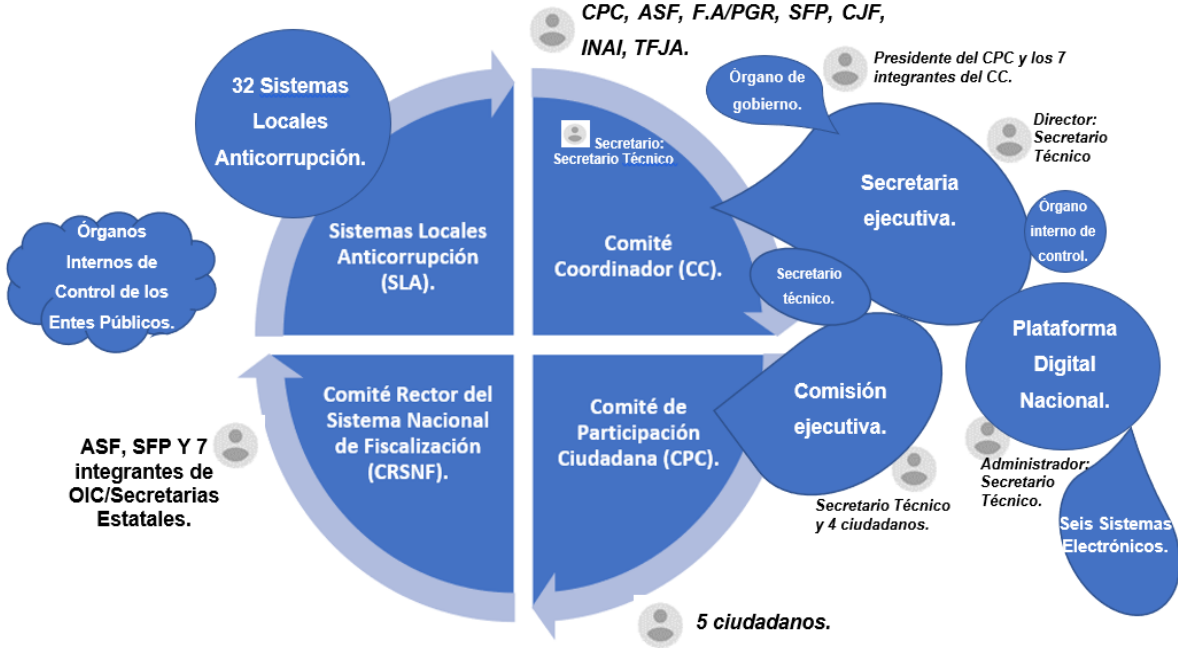 CPC, ASF, F.A/PGR, SFP, CJF,
INAI, TFJA.
32 Sistemas
Locales
Anticorrupción.
Órgano de
gobierno.
Presidente del CPC y los 7
integrantes del CC.
Director:
Secretario
Técnico
Secretario:
Secretario Técnico
Secretaria
ejecutiva.
Órganos
Internos de
Control de los
Entes Públicos.
Sistemas Locales
Anticorrupción
(SLA).
Comité
Coordinador (CC).
Órgano
interno de
control.
Secretario
técnico.
Plataforma
Digital
Nacional.
Comité Rector del
Sistema Nacional
de Fiscalización
(CRSNF).
Comité de
Participación
Ciudadana (CPC).
Comisión
ejecutiva.
ASF, SFP Y 7
integrantes de
OIC/Secretarias
Estatales.
Secretario Técnico
y 4 ciudadanos.
Administrador:
Secretario
Técnico.
Seis Sistemas
Electrónicos.
5 ciudadanos.